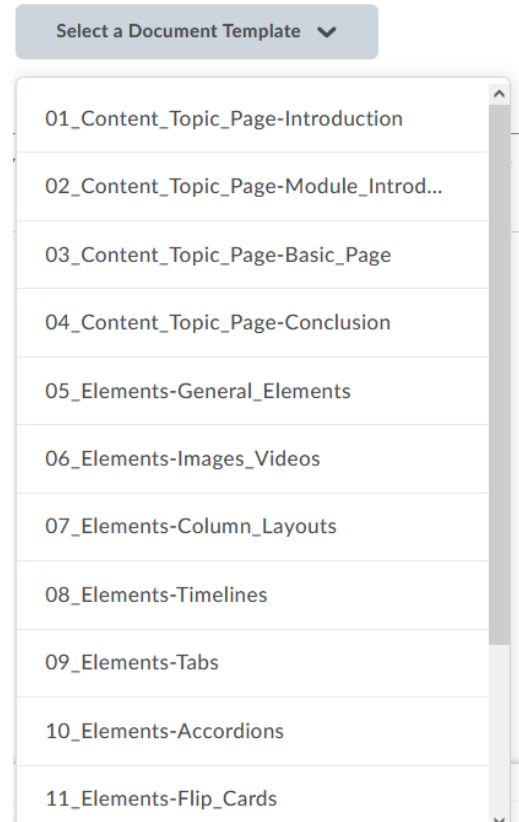 Select a Document Template
01_Content_Topic_Page-Introduction
02_Content_Topic_Page-Module_Introd...
03_Content_Topic_Page-Basic_Page
04_Content_Topic_Page-Conclusion
05_Elements-General_Elements
06_Elements-Images_Videos
07_Elements-Column_Layouts
08_Elements-Timelines
09_Elements-Tabs
10_Elements-Accordions
11_Elements-Flip_Cards